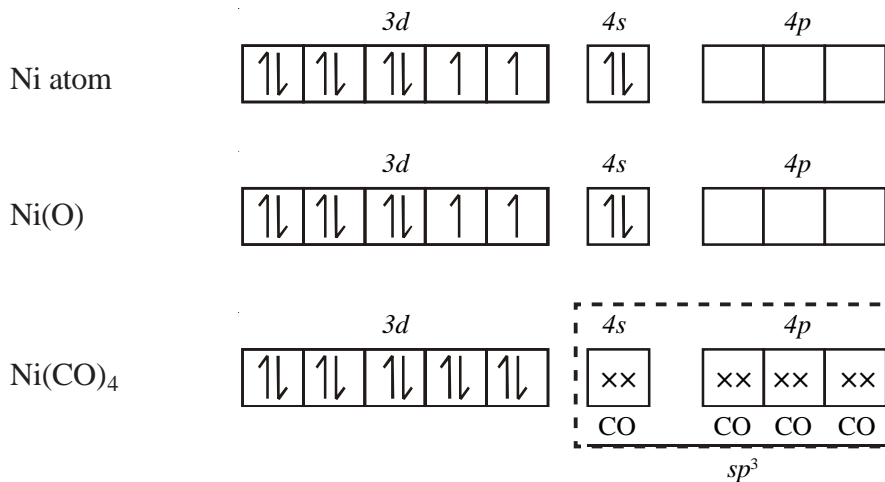 3d 4s 4p
Ni atom
3d 4s 4p
Ni(O)
3d 4s 4p
Ni(CO)₄ ×× ×× ×× ××
CO CO CO CO
sp³